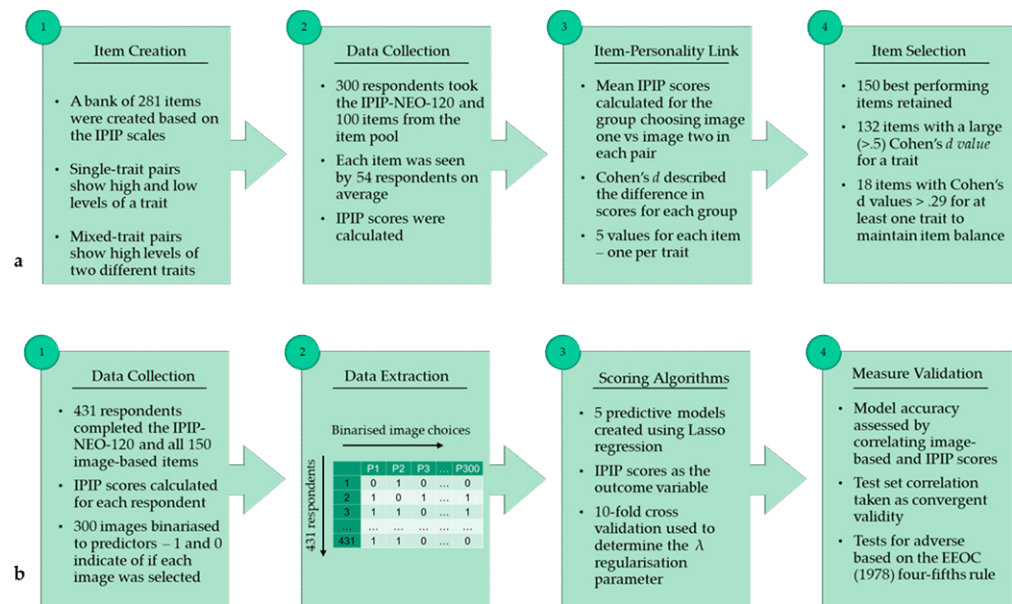 1
Item Creation
• A bank of 281 items
were created based on
the IPIP scales
• Single-trait pairs
show high and low
levels of a trait
• Mixed-trait pairs
show high levels of
two different traits
2
Data Collection
• 300 respondents took
the IPIP-NEO-120 and
100 items from the
item pool
• Each item was seen
by 54 respondents on
average
• IPIP scores were
calculated
3
Item-Personality Link
• Mean IPIP scores
calculated for the
group choosing image
one vs image two in
each pair
• Cohen's d described
the difference in
scores for each group
• 5 values for each item
– one per trait
4
Item Selection
• 150 best performing
items retained
• 132 items with a large
(>.5) Cohen's d value
for a trait
• 18 items with Cohen's
d values > .29 for at
least one trait to
maintain item balance
a
1
Data Collection
• 431 respondents
completed the IPIP-
NEO-120 and all 150
image-based items
• IPIP scores calculated
for each respondent
• 300 images binariased
to predictors – 1 and 0
indicate of if each
image was selected
2
Data Extraction
Binarised image choices
431 respondents
P1 P2 P3 ... P300
1 0 1 0 ... 0
2 1 0 1 ... 1
3 1 1 0 ... 1
... ... ... ... ... ...
431 1 1 0 ... 0
3
Scoring Algorithms
• 5 predictive models
created using Lasso
regression
• IPIP scores as the
outcome variable
• 10-fold cross
validation used to
determine the λ
regularisation
parameter
4
Measure Validation
• Model accuracy
assessed by
correlating image-
based and IPIP scores
• Test set correlation
taken as convergent
validity
• Tests for adverse
based on the EEOC
(1978) four-fifths rule
b